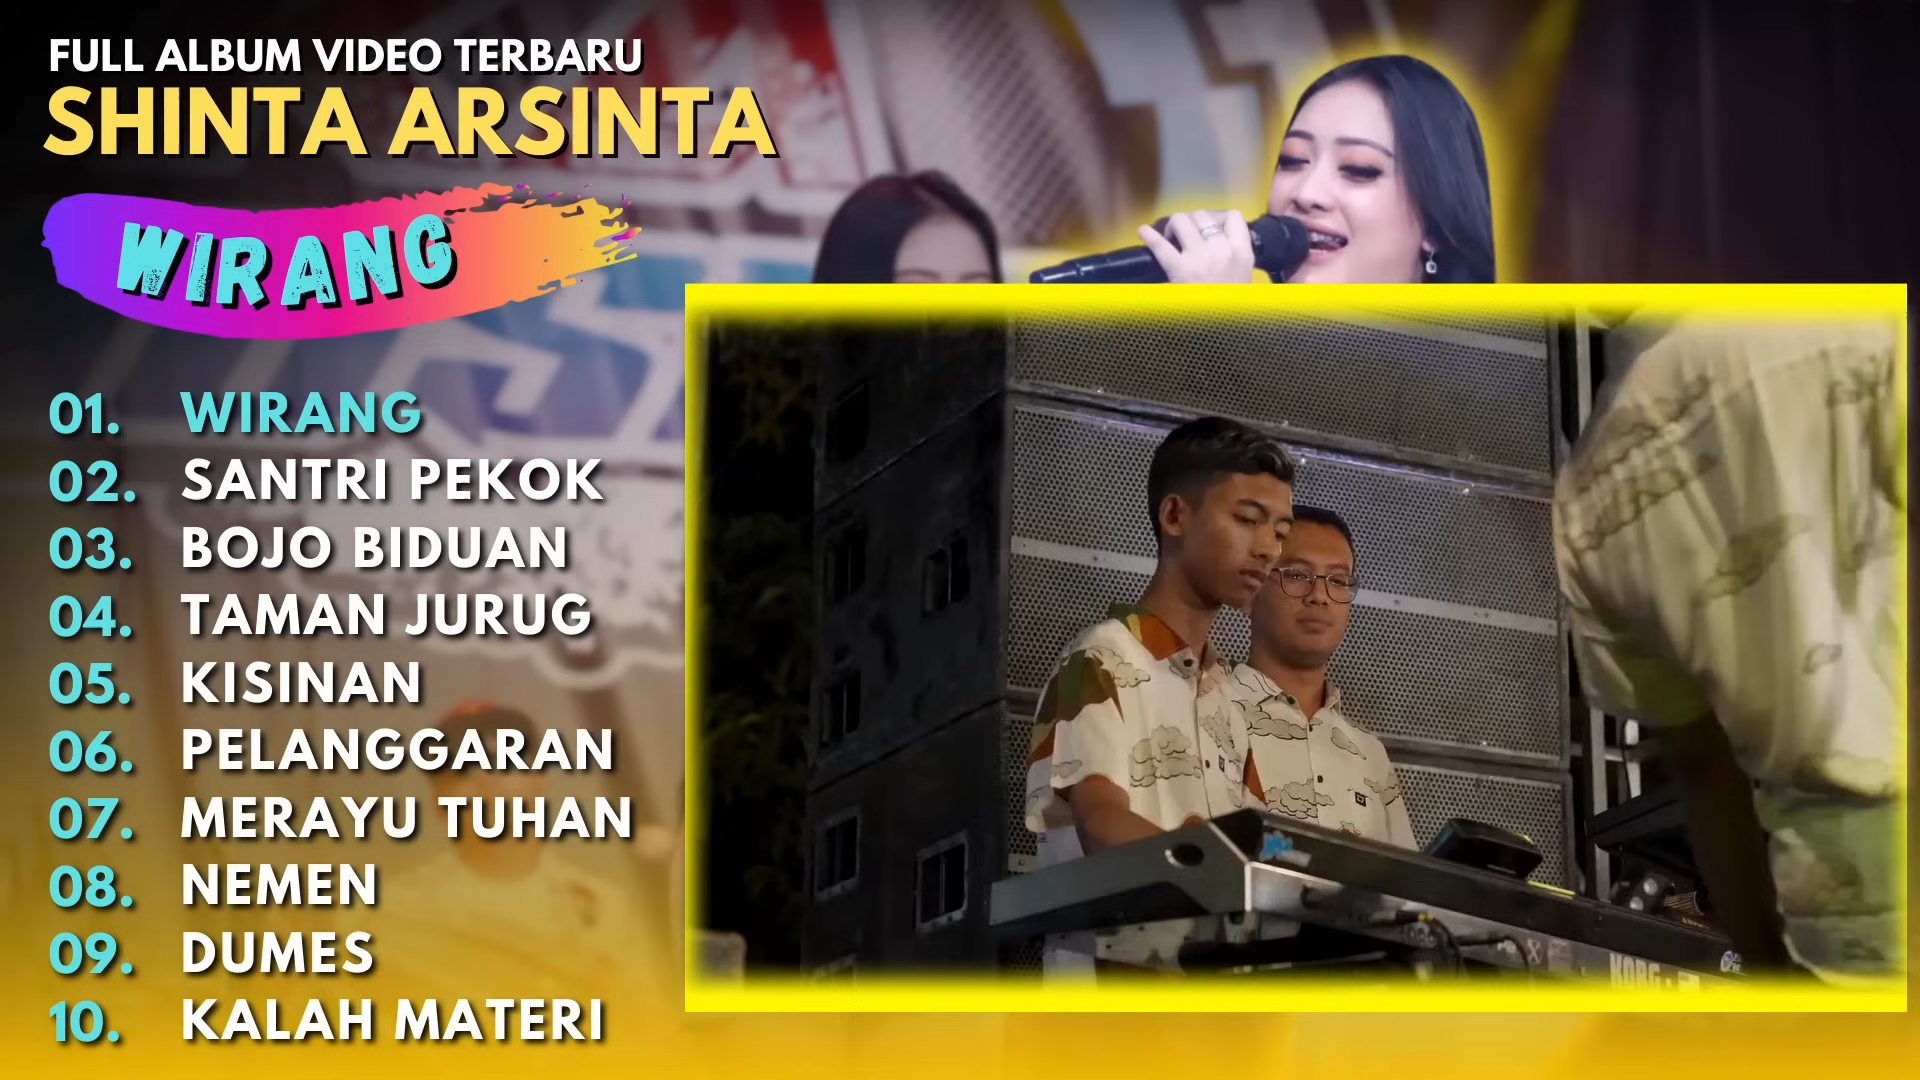 FULL ALBUM VIDEO TERBARU
SHINTA ARSINTA
WIRANG
01. WIRANG
02. SANTRI PEKOK
03. BOJO BIDUAN
04. TAMAN JURUG
05. KISINAN
06. PELANGGARAN
07. MERAYU TUHAN
08. NEMEN
09. DUMES
10. KALAH MATERI
KORG